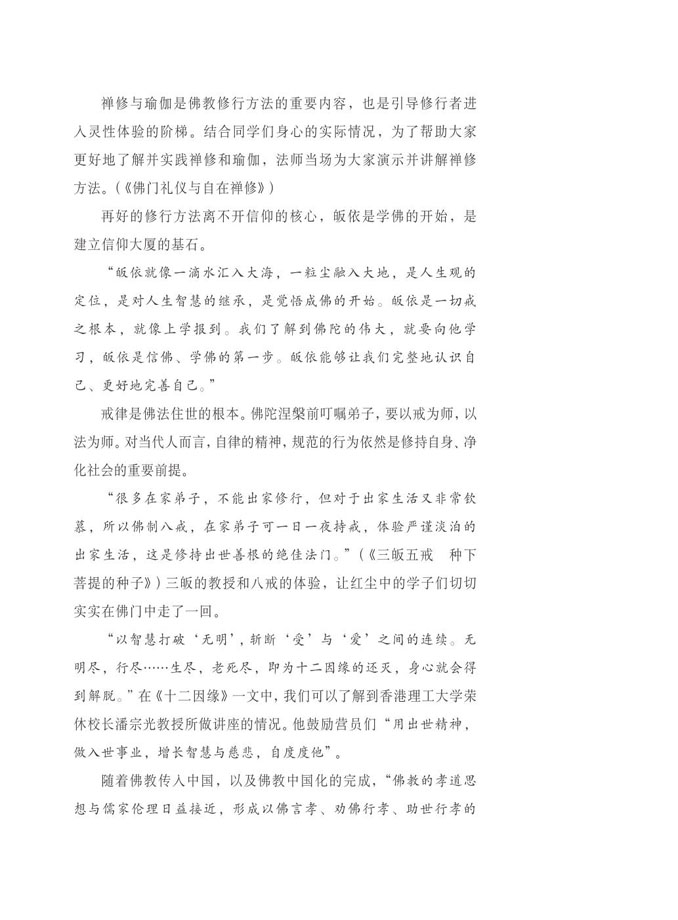 禅修与瑜伽是佛教修行方法的重要内容，也是引导修行者进
入灵性体验的阶梯。结合同学们身心的实际情况，为了帮助大家
更好地了解并实践禅修和瑜伽，法师当场为大家演示并讲解禅修
方法。（《佛门礼仪与自在禅修》）
再好的修行方法离不开信仰的核心，皈依是学佛的开始，是
建立信仰大厦的基石。
“皈依就像一滴水汇入大海，一粒尘融入大地，是人生观的
定位，是对人生智慧的继承，是觉悟成佛的开始。皈依是一切戒
之根本，就像上学报到。我们了解到佛陀的伟大，就要向他学
习，皈依是信佛、学佛的第一步。皈依能够让我们完整地认识自
己、更好地完善自己。”
戒律是佛法住世的根本。佛陀涅槃前叮嘱弟子，要以戒为师，以
法为师。对当代人而言，自律的精神，规范的行为依然是修持自身、净
化社会的重要前提。
“很多在家弟子，不能出家修行，但对于出家生活又非常钦
慕，所以佛制八戒，在家弟子可一日一夜持戒，体验严谨淡泊的
出家生活，这是修持出世善根的绝佳法门。”（《三皈五戒　种下
菩提的种子》）三皈的教授和八戒的体验，让红尘中的学子们切切
实实在佛门中走了一回。
“以智慧打破‘无明’，斩断‘受’与‘爱’之间的连续。无
明尽，行尽……生尽，老死尽，即为十二因缘的还灭，身心就会得
到解脱。”在《十二因缘》一文中，我们可以了解到香港理工大学荣
休校长潘宗光教授所做讲座的情况。他鼓励营员们“用出世精神，
做入世事业，增长智慧与慈悲，自度度他”。
随着佛教传入中国，以及佛教中国化的完成，“佛教的孝道思
想与儒家伦理日益接近，形成以佛言孝、劝佛行孝、助世行孝的